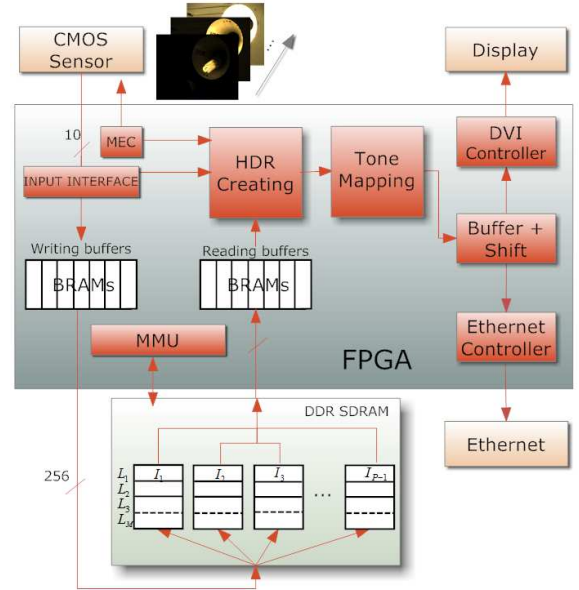 CMOS
Sensor
...
Display
10
MEC
HDR
Creating
Tone
Mapping
DVI
Controller
INPUT INTERFACE
Buffer +
Shift
Writing buffers
BRAMs
Reading buffers
BRAMs
MMU
Ethernet
Controller
FPGA
DDR SDRAM
Ethernet
256
L1 I1 I2 I3 ... IP-1
L2
L3
LM